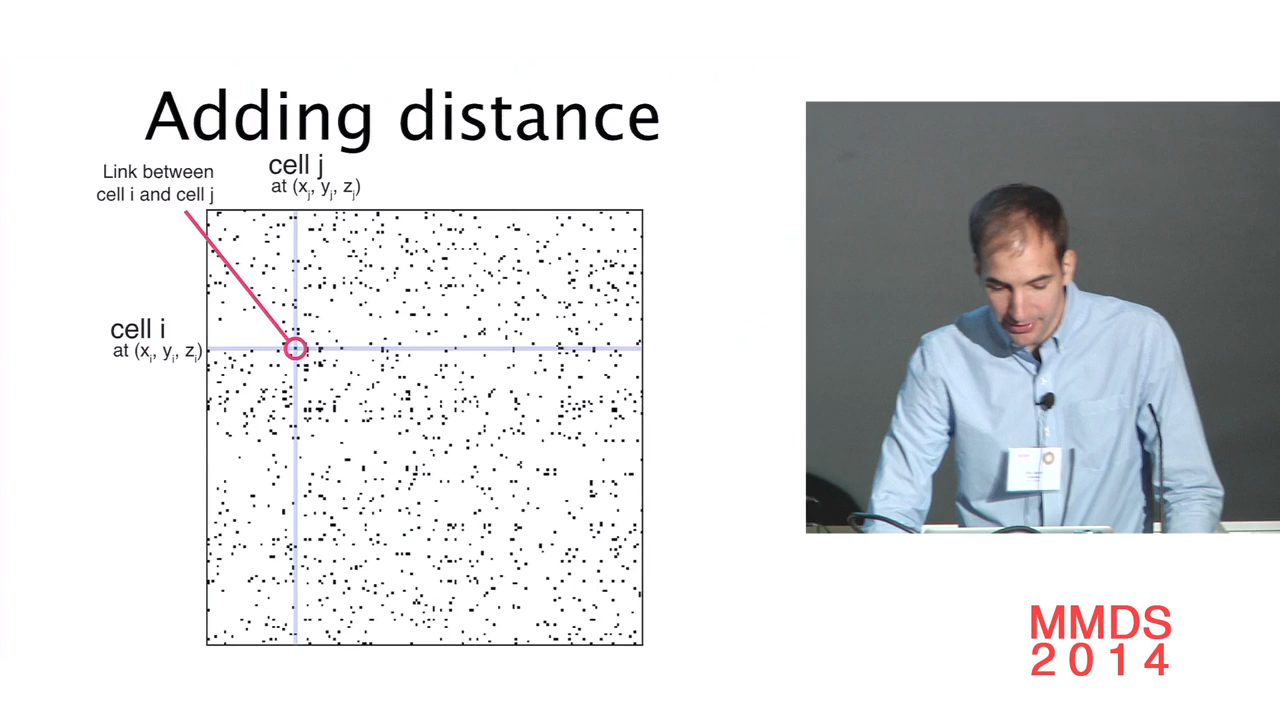 Adding distance
Link between
cell i and cell j
cell j
at (xj, yj, zj)
cell i
at (xi, yi, zi)
MMDS
2014